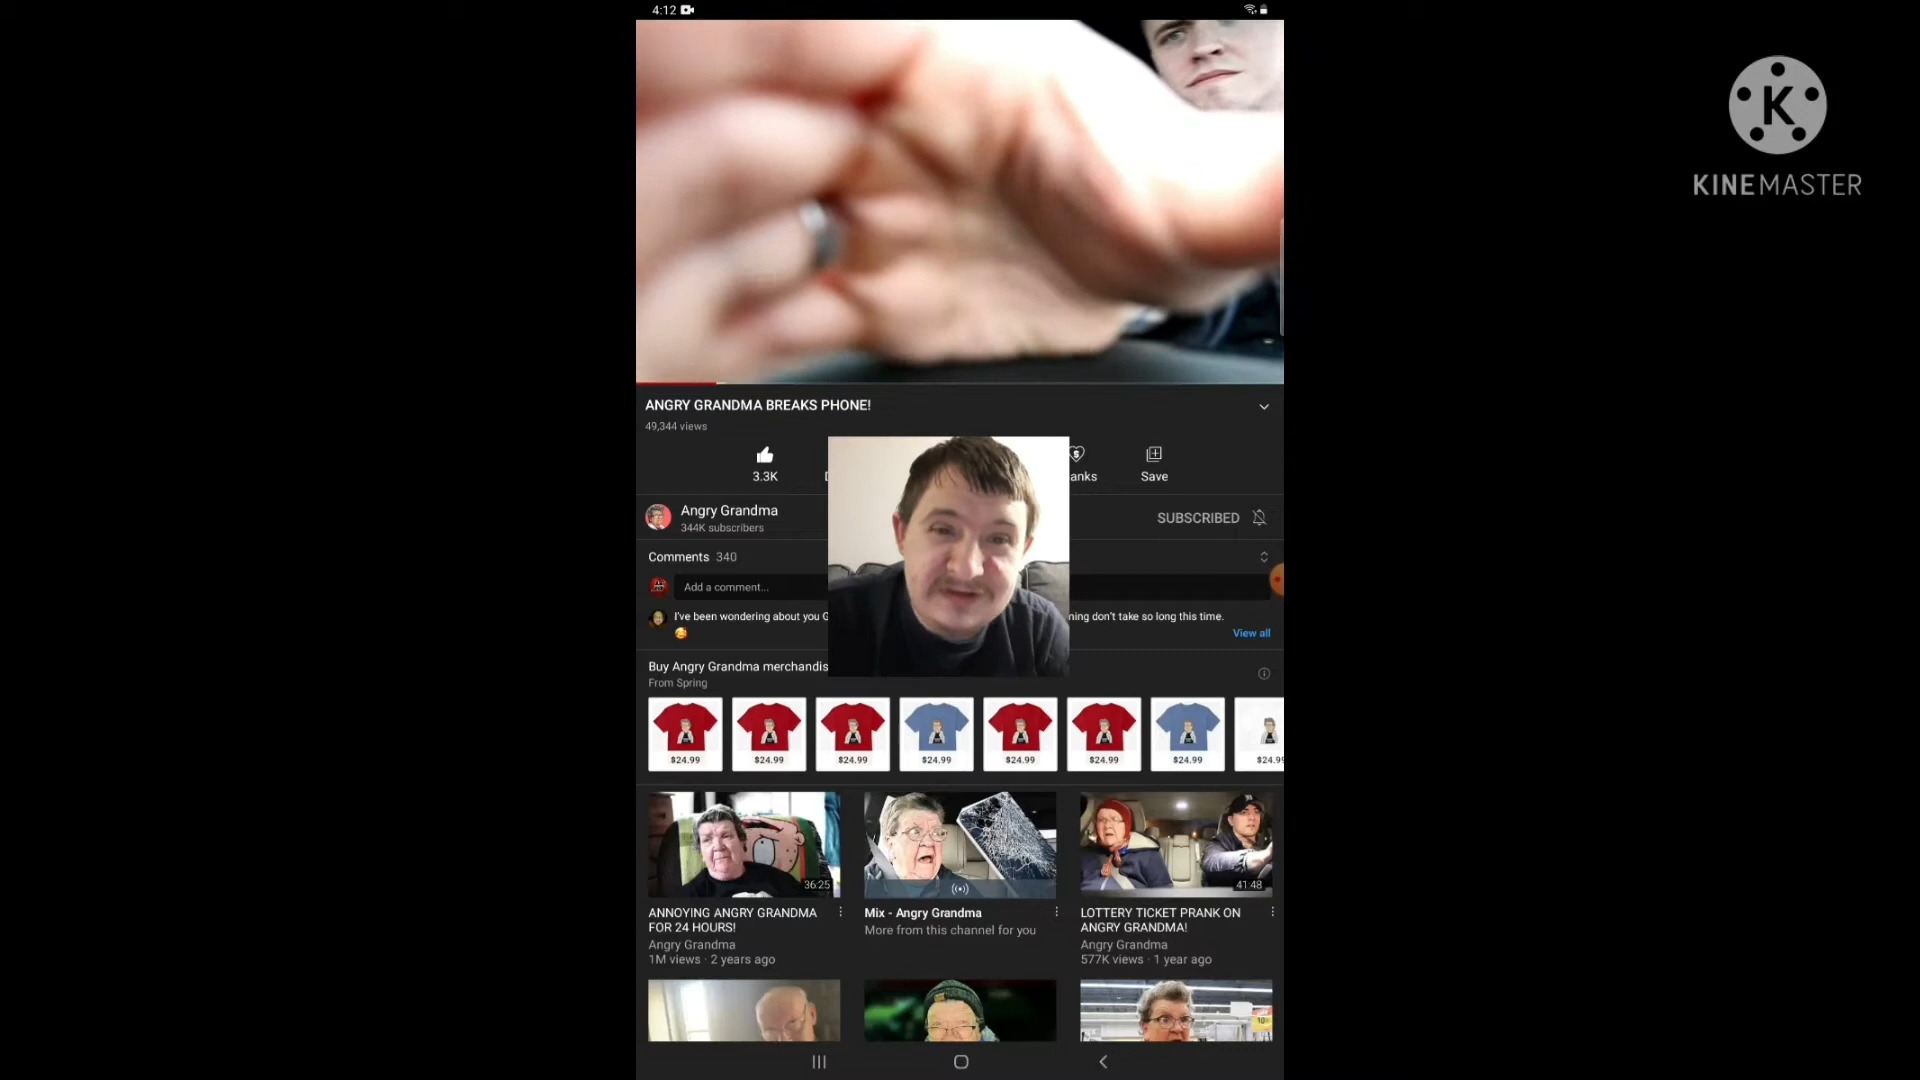 4:12
KINEMASTER
ANGRY GRANDMA BREAKS PHONE!
49,344 views
3.3K
anks
Save
Angry Grandma
344K subscribers
SUBSCRIBED
Comments 340
Add a comment...
I've been wondering about you G
ning don't take so long this time.
View all
Buy Angry Grandma merchandis
From Spring
$24.99 $24.99 $24.99 $24.99 $24.99 $24.99 $24.99 $24.99
36:25
41:48
ANNOYING ANGRY GRANDMA
FOR 24 HOURS!
Angry Grandma
1M views · 2 years ago
Mix - Angry Grandma
More from this channel for you
LOTTERY TICKET PRANK ON
ANGRY GRANDMA!
Angry Grandma
577K views · 1 year ago